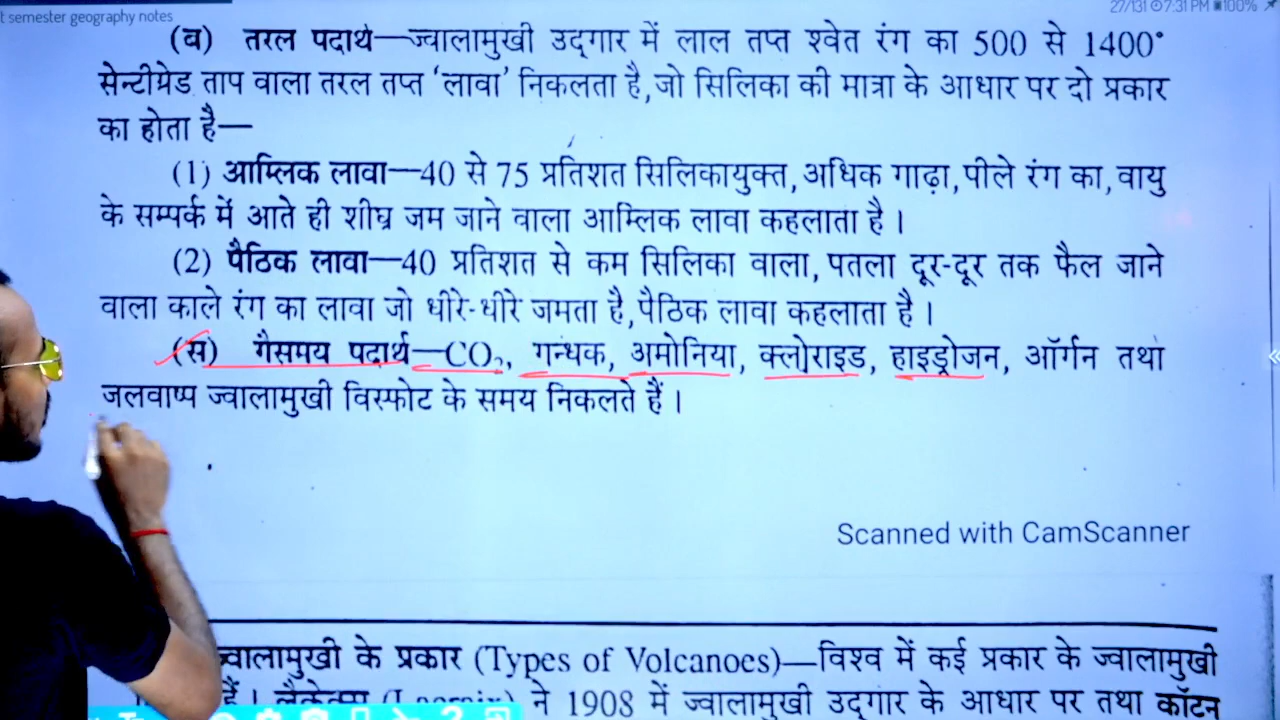 t semester geography notes
27/131 7:31 PM 100%
(ब) तरल पदार्थ—ज्वालामुखी उद्‌गार में लाल तप्त श्वेत रंग का 500 से 1400°
सेन्टीग्रेड ताप वाला तरल तप्त ‘लावा’ निकलता है, जो सिलिका की मात्रा के आधार पर दो प्रकार
का होता है—
(1) आम्लिक लावा—40 से 75 प्रतिशत सिलिकायुक्त, अधिक गाढ़ा, पीले रंग का, वायु
के सम्पर्क में आते ही शीघ्र जम जाने वाला आम्लिक लावा कहलाता है।
(2) पैठिक लावा—40 प्रतिशत से कम सिलिका वाला, पतला दूर-दूर तक फैल जाने
वाला काले रंग का लावा जो धीरे-धीरे जमता है, पैठिक लावा कहलाता है।
(स) गैसमय पदार्थ—CO₂, गन्धक, अमोनिया, क्लोराइड, हाइड्रोजन, ऑर्गन तथा
जलवाष्प ज्वालामुखी विस्फोट के समय निकलते हैं।
Scanned with CamScanner
ज्वालामुखी के प्रकार (Types of Volcanoes)—विश्व में कई प्रकार के ज्वालामुखी
हैं। ने 1908 में ज्वालामुखी उद्‌गार के आधार पर तथा कॉटन